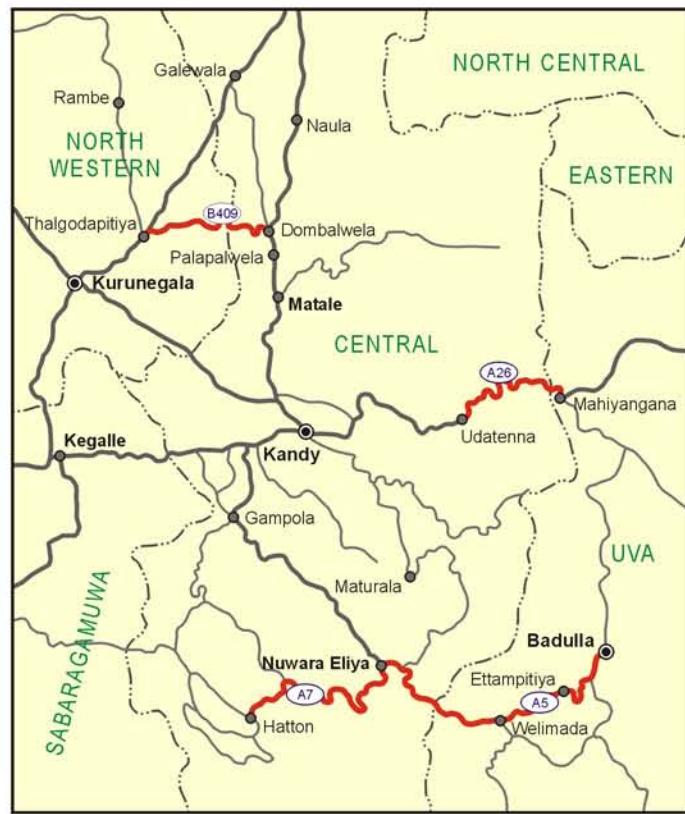 Galewala
NORTH CENTRAL
Rambe
Naula
NORTH
WESTERN
EASTERN
B409
Thalgodapitiya
Dombalwela
Palapalwela
Kurunegala
Matale
CENTRAL
A26
Mahiyangana
Udatenna
Kegalle
Kandy
Gampola
UVA
Maturala
SABARAGAMUWA
Badulla
Nuwara Eliya
Ettampitiya
A7
A5
Hatton
Welimada